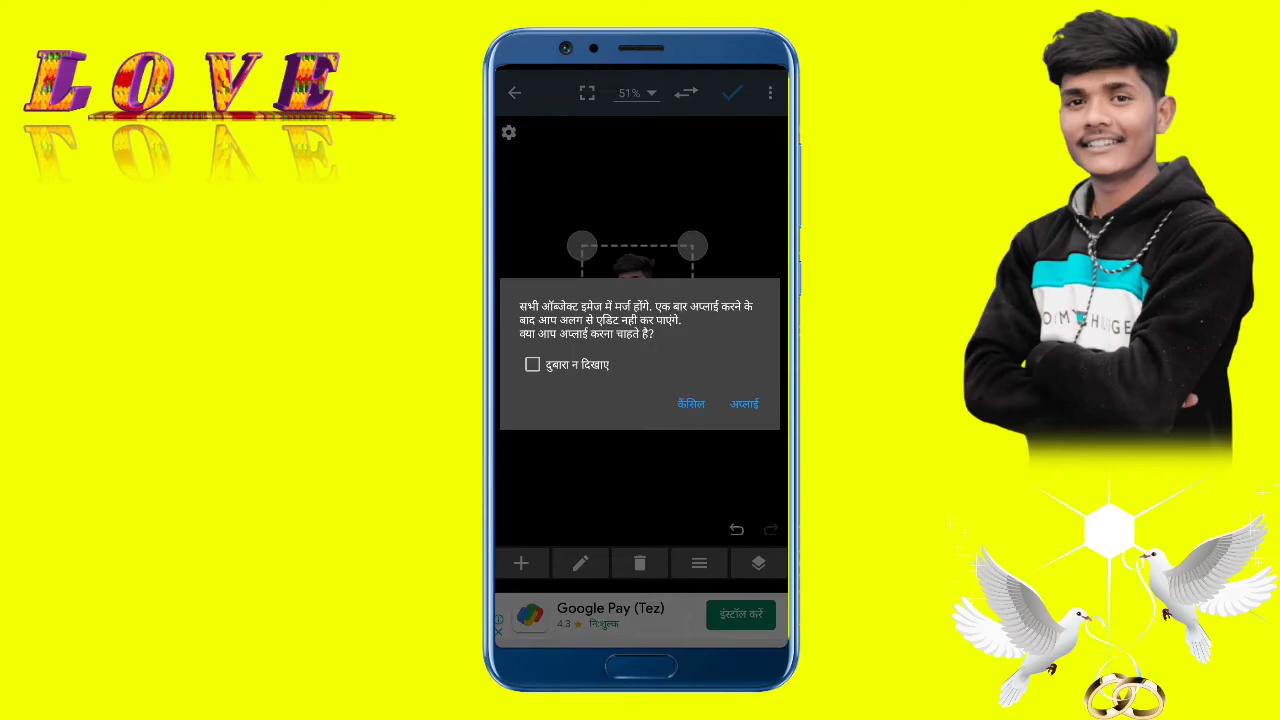 LOVE
51%
सभी ऑब्जेक्ट इमेज में मर्ज होंगे. एक बार अप्लाई करने के
बाद आप अलग से एडिट नही कर पाएंगे.
क्या आप अप्लाई करना चाहते है?
दुबारा न दिखाए
कैंसिल अप्लाई
Google Pay (Tez)
4.3 नि:शुल्क
इंस्टॉल करें